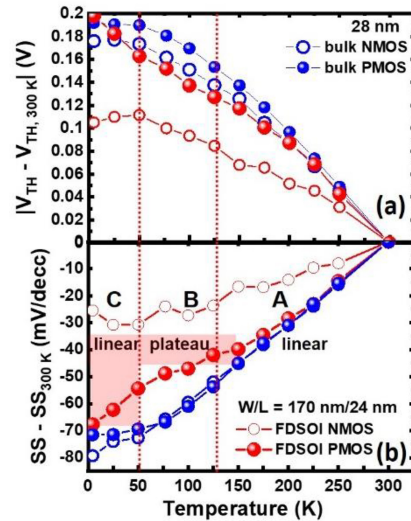 28 nm
bulk NMOS
bulk PMOS
|V_TH - V_TH, 300 K| (V)
0.2
0.18
0.16
0.14
0.12
0.1
0.08
0.06
0.04
0.02
0
(a)
SS - SS_300 K (mV/decc)
-10
-20
-30
-40
-50
-60
-70
-80
C
B
A
linear
plateau
linear
W/L = 170 nm/24 nm
FDSOI NMOS
FDSOI PMOS
(b)
0 50 100 150 200 250 300
Temperature (K)